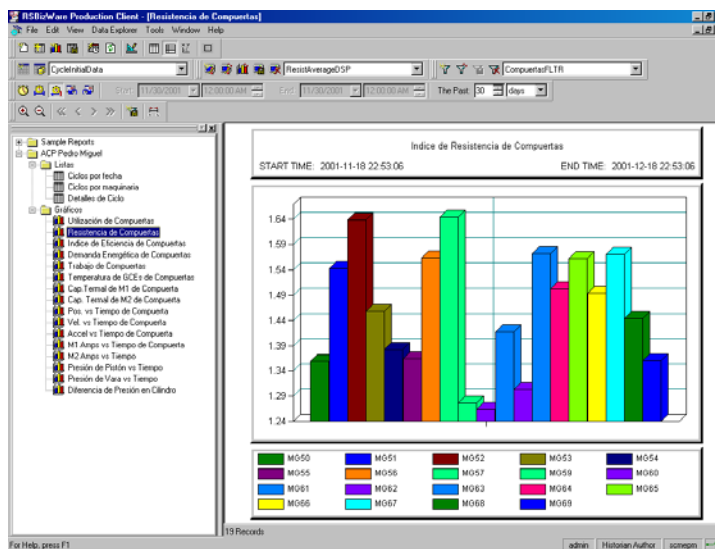 RSBizWare Production Client - [Resistencia de Compuertas]
File Edit View Data Explorer Tools Window Help
CycleInitialData ResistAverageDSP CompuertasFLTR
Start: 11/30/2001 12:00:00 AM End: 11/30/2001 12:00:00 AM The Past: 30 days
Sample Reports
ACP Pedro Miguel
Listas
Ciclos por fecha
Ciclos por maquinaria
Detalles de Ciclo
Gráficos
Utilización de Compuertas
Resistencia de Compuertas
Indice de Eficiencia de Compuertas
Demanda Energética de Compuertas
Trabajo de Compuertas
Temperatura de GCEs de Compuertas
Cap.Termal de M1 de Compuerta
Cap. Termal de M2 de Compuerta
Pos. vs Tiempo de Compuerta
Vel. vs Tiempo de Compuerta
Accel vs Tiempo de Compuerta
M1 Amps vs Tiempo de Compuerta
M2 Amps vs Tiempo
Presión de Pistón vs Tiempo
Presión de Vara vs Tiempo
Diferencia de Presión en Cilindro
Indice de Resistencia de Compuertas
START TIME: 2001-11-18 22:53:06 END TIME: 2001-12-18 22:53:06
1.64
1.59
1.54
1.49
1.44
1.39
1.34
1.29
1.24
MG50 MG51 MG52 MG53 MG54
MG55 MG56 MG57 MG59 MG60
MG61 MG62 MG63 MG64 MG65
MG66 MG67 MG68 MG69
19 Records
For Help, press F1 admin Historian Author scmepm